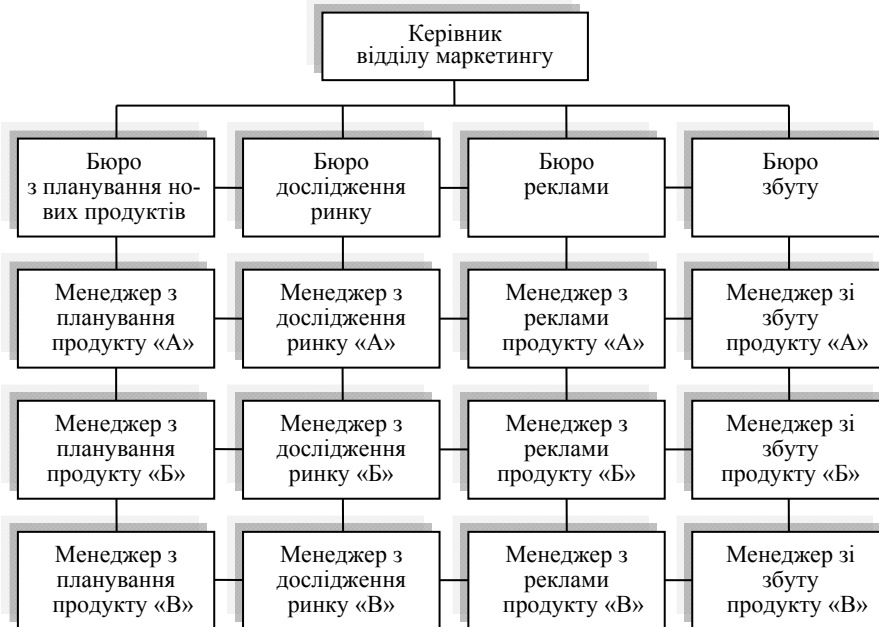 Керівник
відділу маркетингу
Бюро
з планування но-
вих продуктів
Бюро
дослідження
ринку
Бюро
реклами
Бюро
збуту
Менеджер з
планування
продукту «А»
Менеджер з
дослідження
ринку «А»
Менеджер з
реклами
продукту «А»
Менеджер зі
збуту
продукту «А»
Менеджер з
планування
продукту «Б»
Менеджер з
дослідження
ринку «Б»
Менеджер з
реклами
продукту «Б»
Менеджер зі
збуту
продукту «Б»
Менеджер з
планування
продукту «В»
Менеджер з
дослідження
ринку «В»
Менеджер з
реклами
продукту «В»
Менеджер зі
збуту
продукту «В»